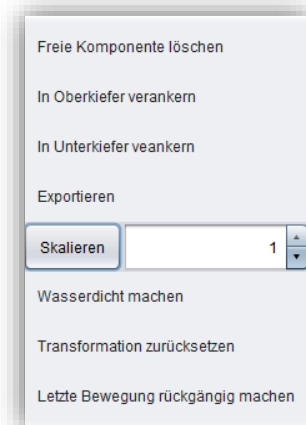 Freie Komponente löschen
In Oberkiefer verankern
In Unterkiefer veankern
Exportieren
Skalieren 1
Wasserdicht machen
Transformation zurücksetzen
Letzte Bewegung rückgängig machen